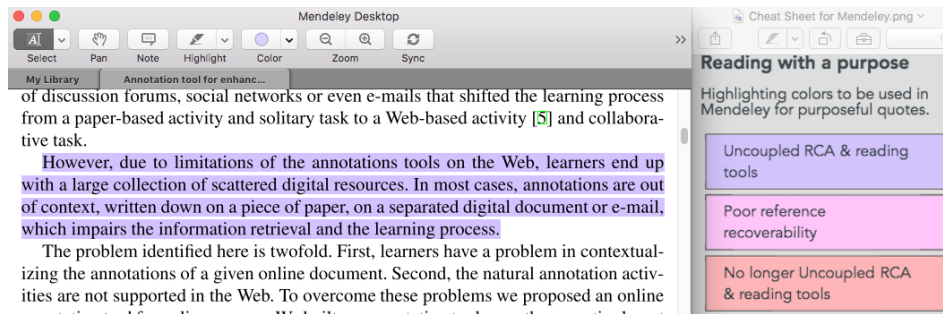 Mendeley Desktop
Select Pan Note Highlight Color Zoom Sync
My Library Annotation tool for enhanc...
of discussion forums, social networks or even e-mails that shifted the learning process
from a paper-based activity and solitary task to a Web-based activity [5] and collabora-
tive task.
However, due to limitations of the annotations tools on the Web, learners end up
with a large collection of scattered digital resources. In most cases, annotations are out
of context, written down on a piece of paper, on a separated digital document or e-mail,
which impairs the information retrieval and the learning process.
The problem identified here is twofold. First, learners have a problem in contextual-
izing the annotations of a given online document. Second, the natural annotation activ-
ities are not supported in the Web. To overcome these problems we proposed an online
Cheat Sheet for Mendeley.png
Reading with a purpose
Highlighting colors to be used in
Mendeley for purposeful quotes.
Uncoupled RCA & reading
tools
Poor reference
recoverability
No longer Uncoupled RCA
& reading tools